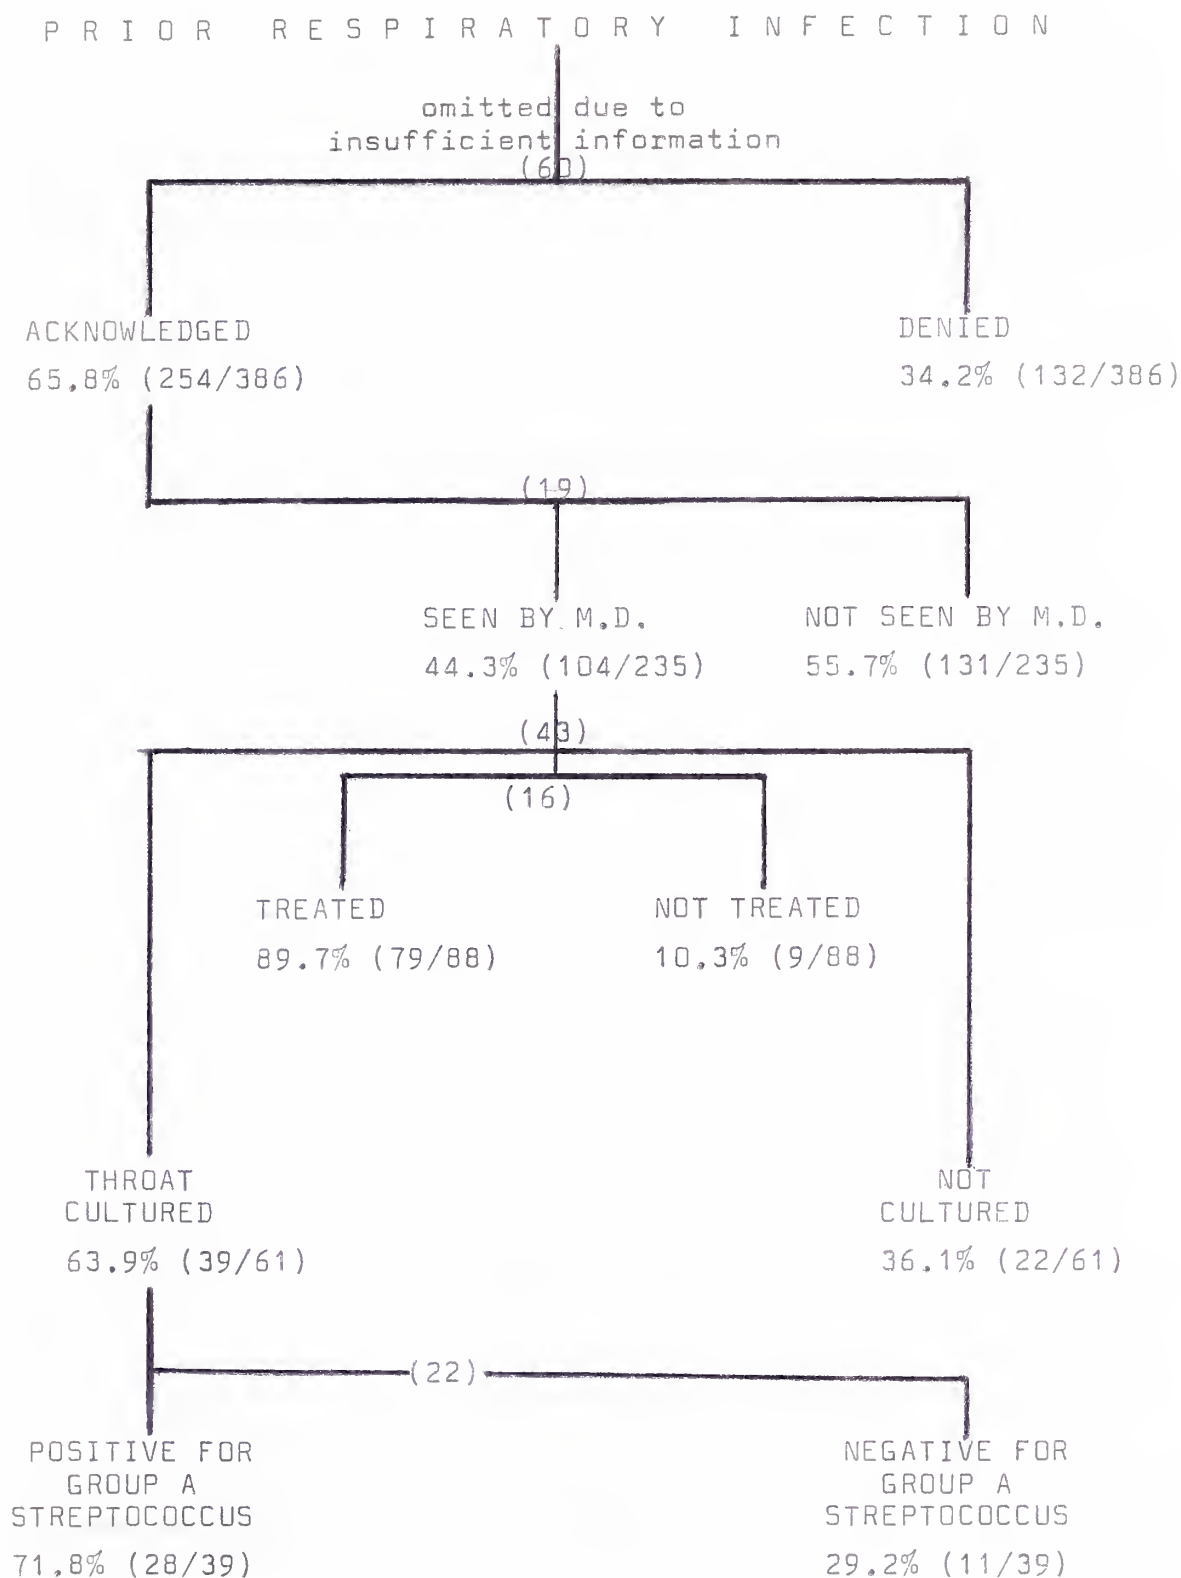 PRIOR RESPIRATORY INFECTION
omitted due to
insufficient information
(60)
ACKNOWLEDGED
65.8% (254/386)
DENIED
34.2% (132/386)
(19)
SEEN BY M.D.
44.3% (104/235)
NOT SEEN BY M.D.
55.7% (131/235)
(43)
(16)
TREATED
89.7% (79/88)
NOT TREATED
10.3% (9/88)
THROAT
CULTURED
63.9% (39/61)
NOT
CULTURED
36.1% (22/61)
(22)
POSITIVE FOR
GROUP A
STREPTOCOCCUS
71.8% (28/39)
NEGATIVE FOR
GROUP A
STREPTOCOCCUS
29.2% (11/39)